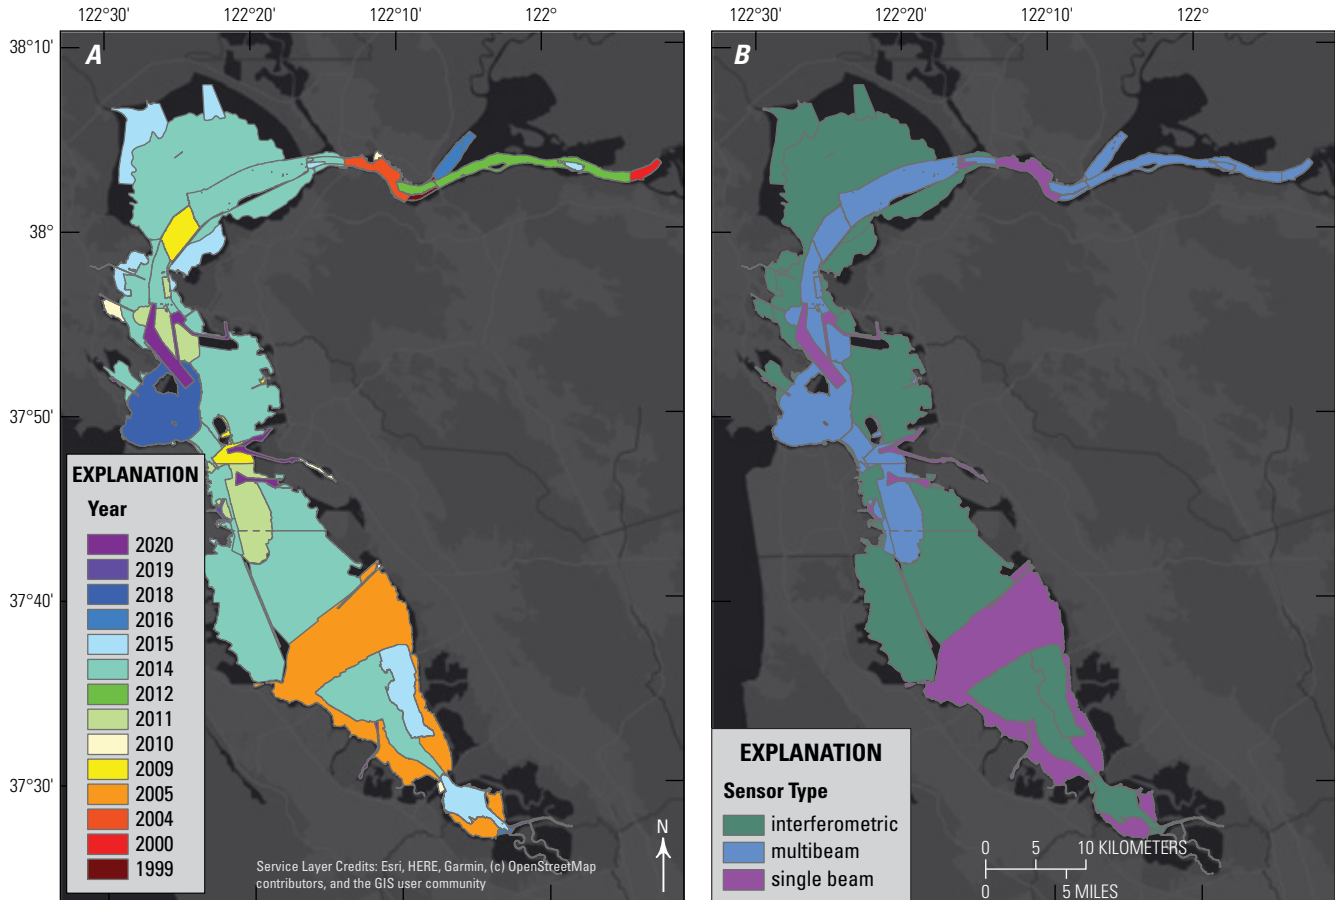 122°30' 122°20' 122°10' 122°
122°30' 122°20' 122°10' 122°
38°10'
38°
37°50'
37°40'
37°30'
A
EXPLANATION
Year
2020
2019
2018
2016
2015
2014
2012
2011
2010
2009
2005
2004
2000
1999
Service Layer Credits: Esri, HERE, Garmin, (c) OpenStreetMap
contributors, and the GIS user community
N
B
EXPLANATION
Sensor Type
interferometric
multibeam
single beam
0 5 10 KILOMETERS
0 5 MILES